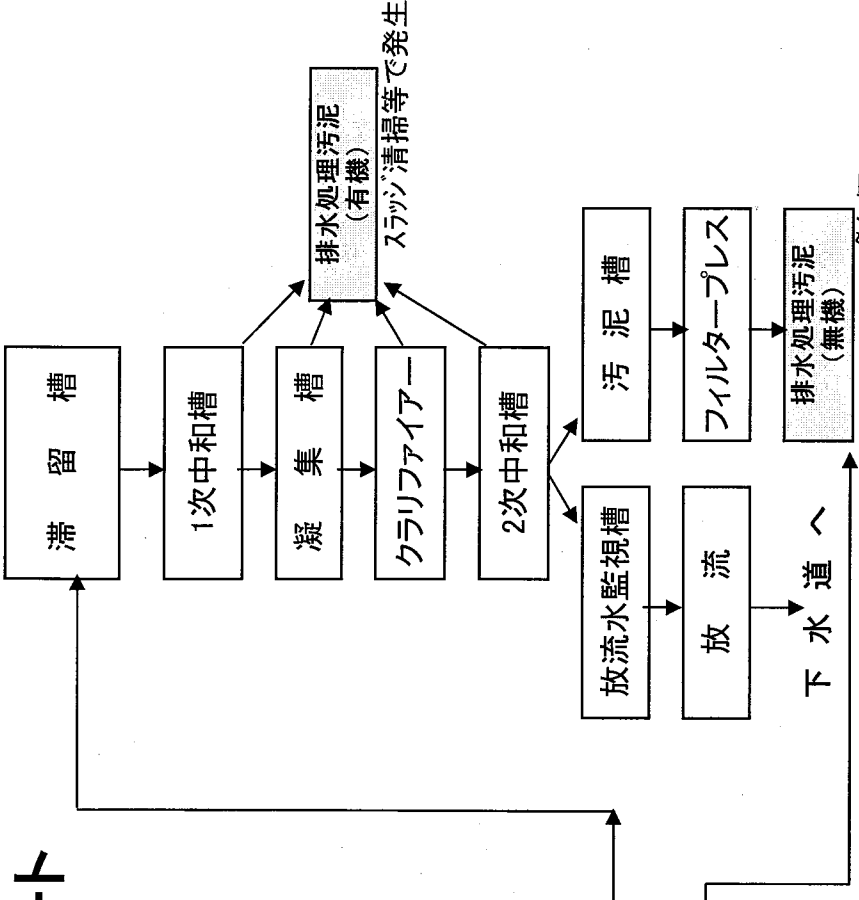 ート
滞留槽
1次中和槽
凝集槽
クラリファイアー
2次中和槽
排水処理汚泥
（有機）
スラッジ清掃等で発生
放流水監視槽
放流
下水道へ
汚泥槽
フィルタープレス
排水処理汚泥
（無機）